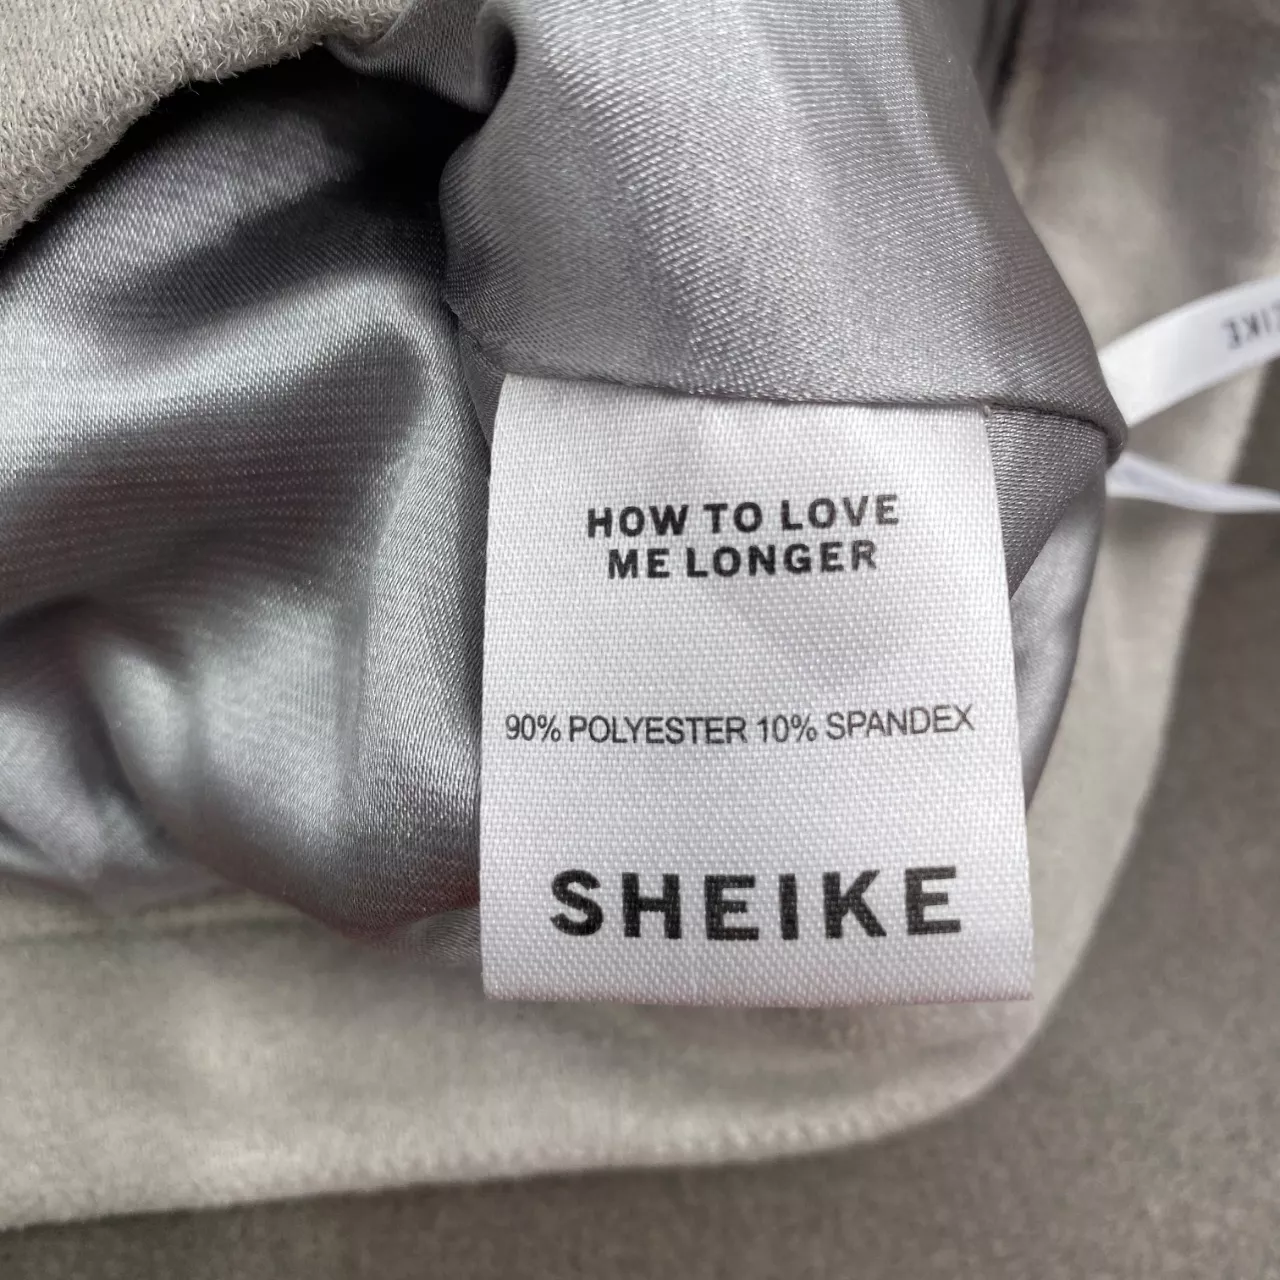 HOW TO LOVE
ME LONGER
90% POLYESTER 10% SPANDEX
SHEIKE